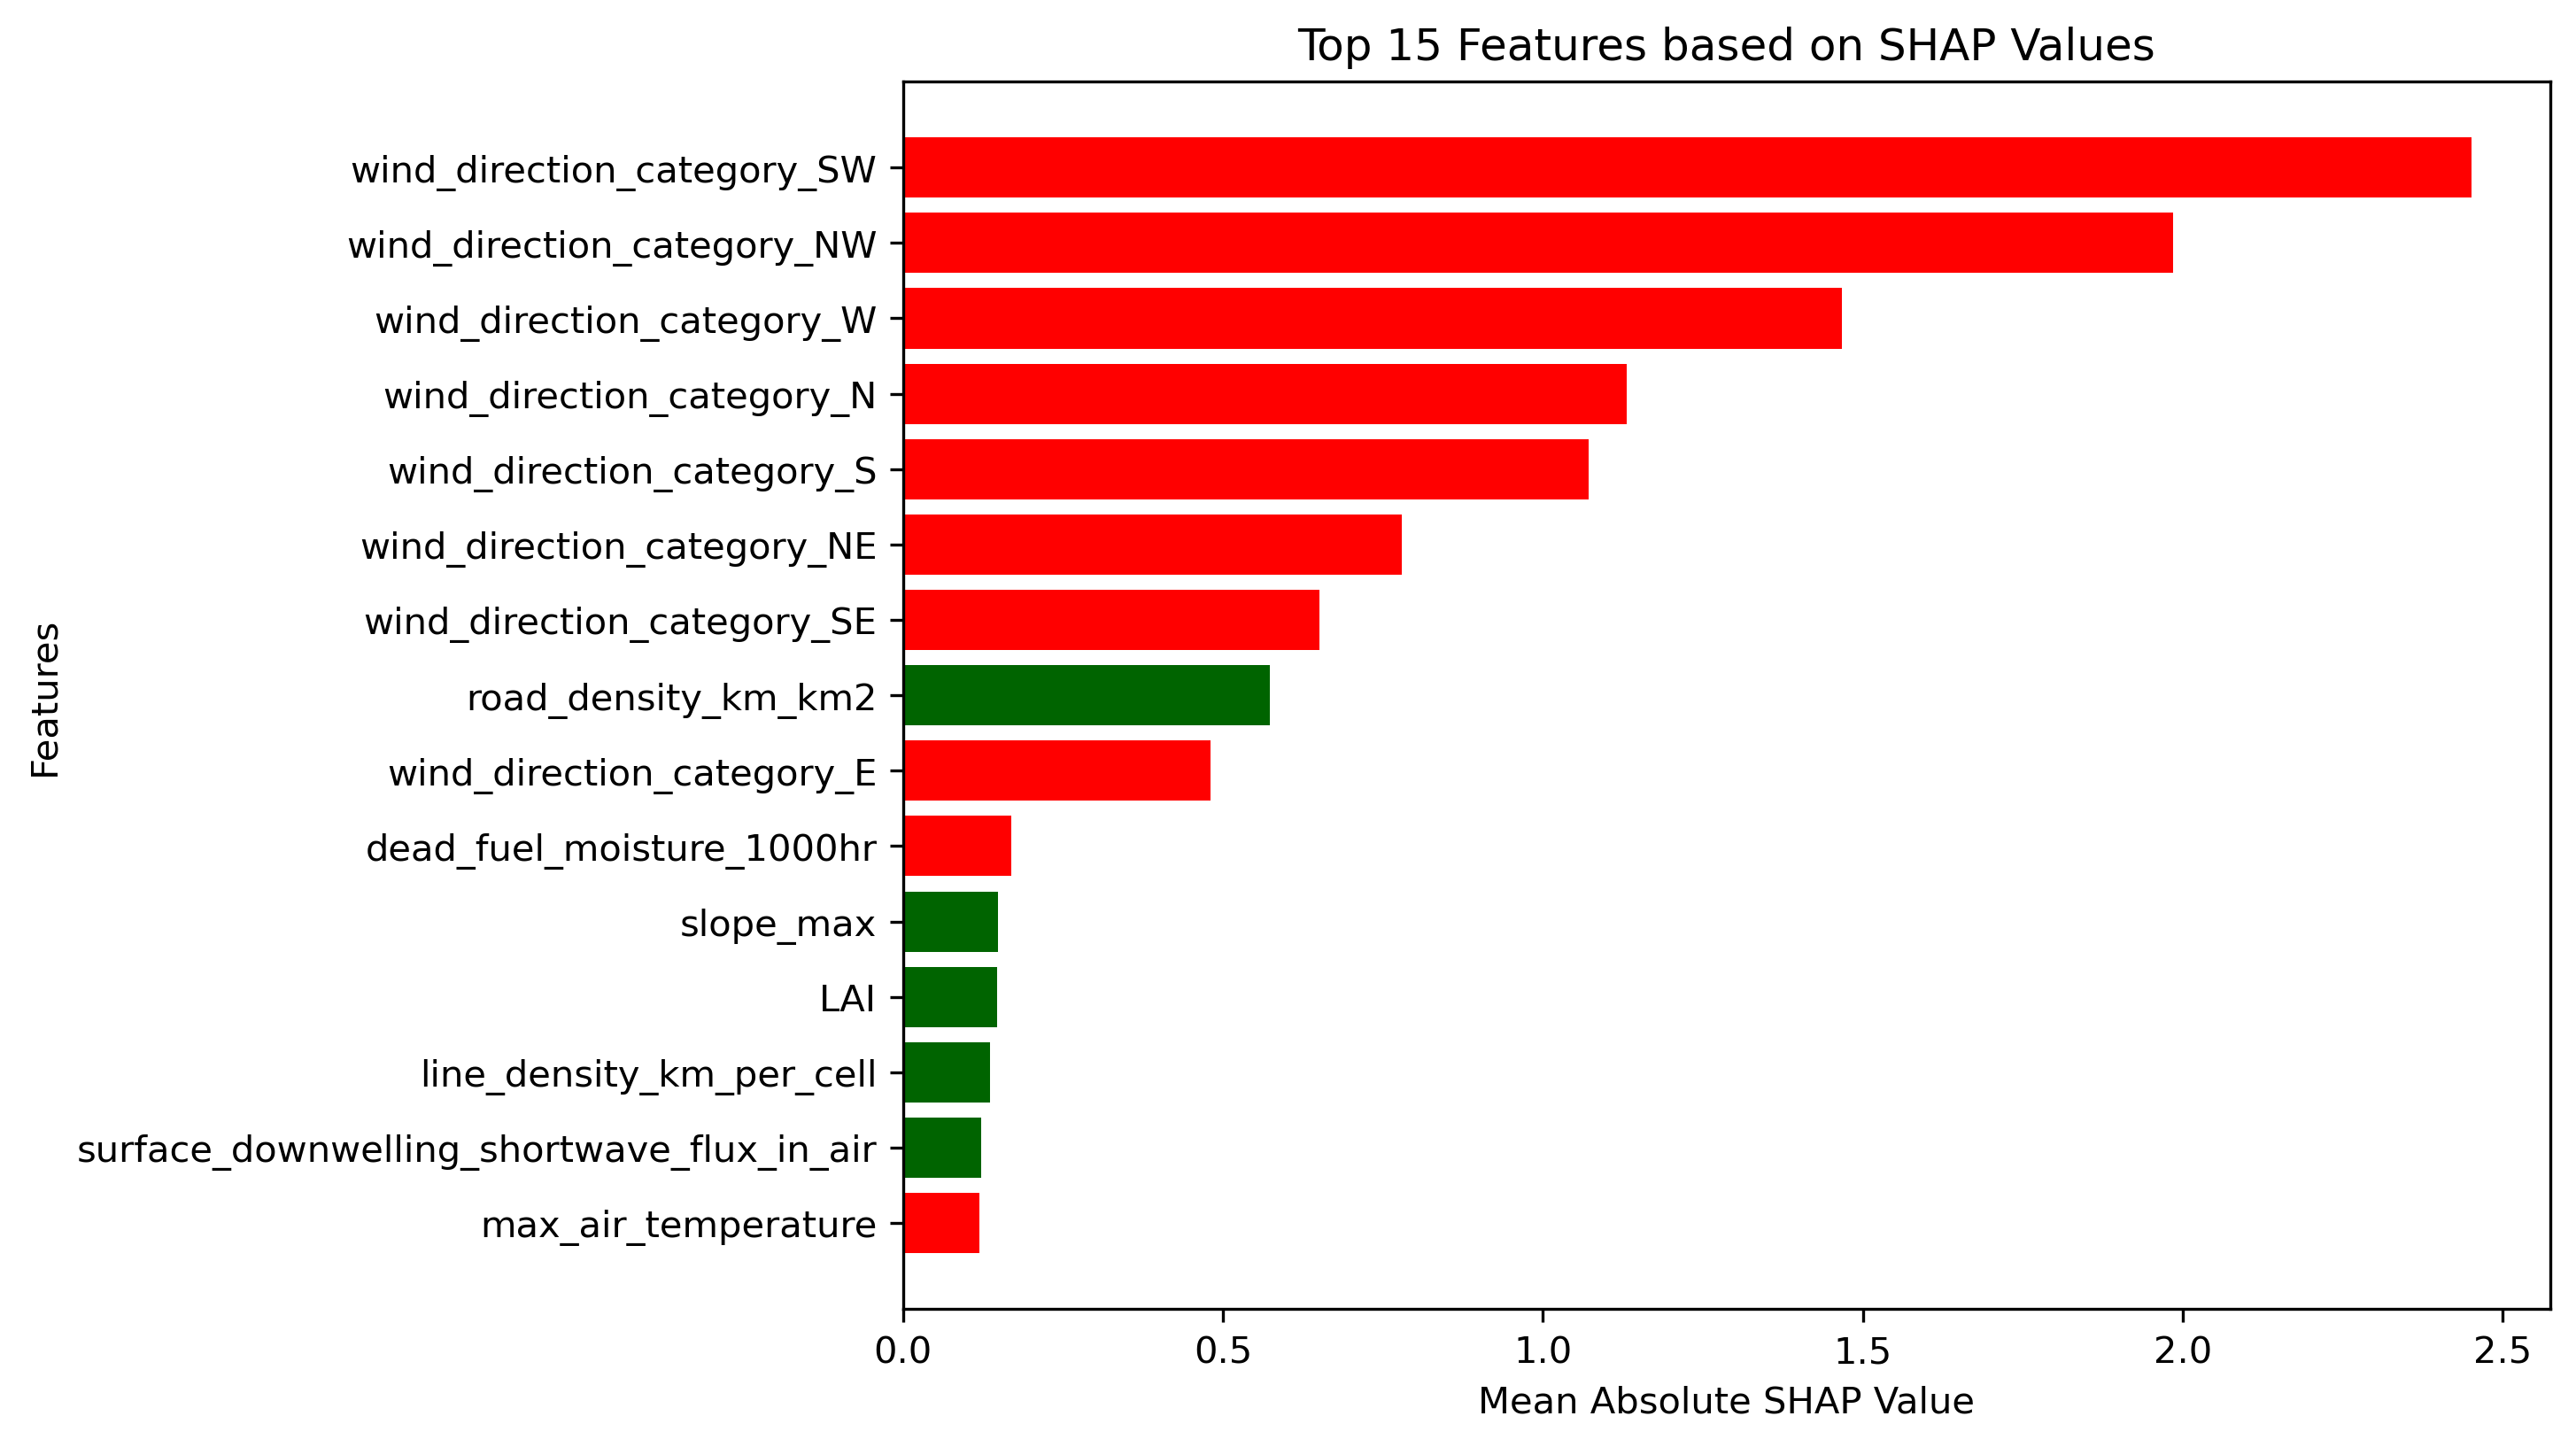 Top 15 Features based on SHAP Values
Features
wind_direction_category_SW
wind_direction_category_NW
wind_direction_category_W
wind_direction_category_N
wind_direction_category_S
wind_direction_category_NE
wind_direction_category_SE
road_density_km_km2
wind_direction_category_E
dead_fuel_moisture_1000hr
slope_max
LAI
line_density_km_per_cell
surface_downwelling_shortwave_flux_in_air
max_air_temperature
0.0 0.5 1.0 1.5 2.0 2.5
Mean Absolute SHAP Value